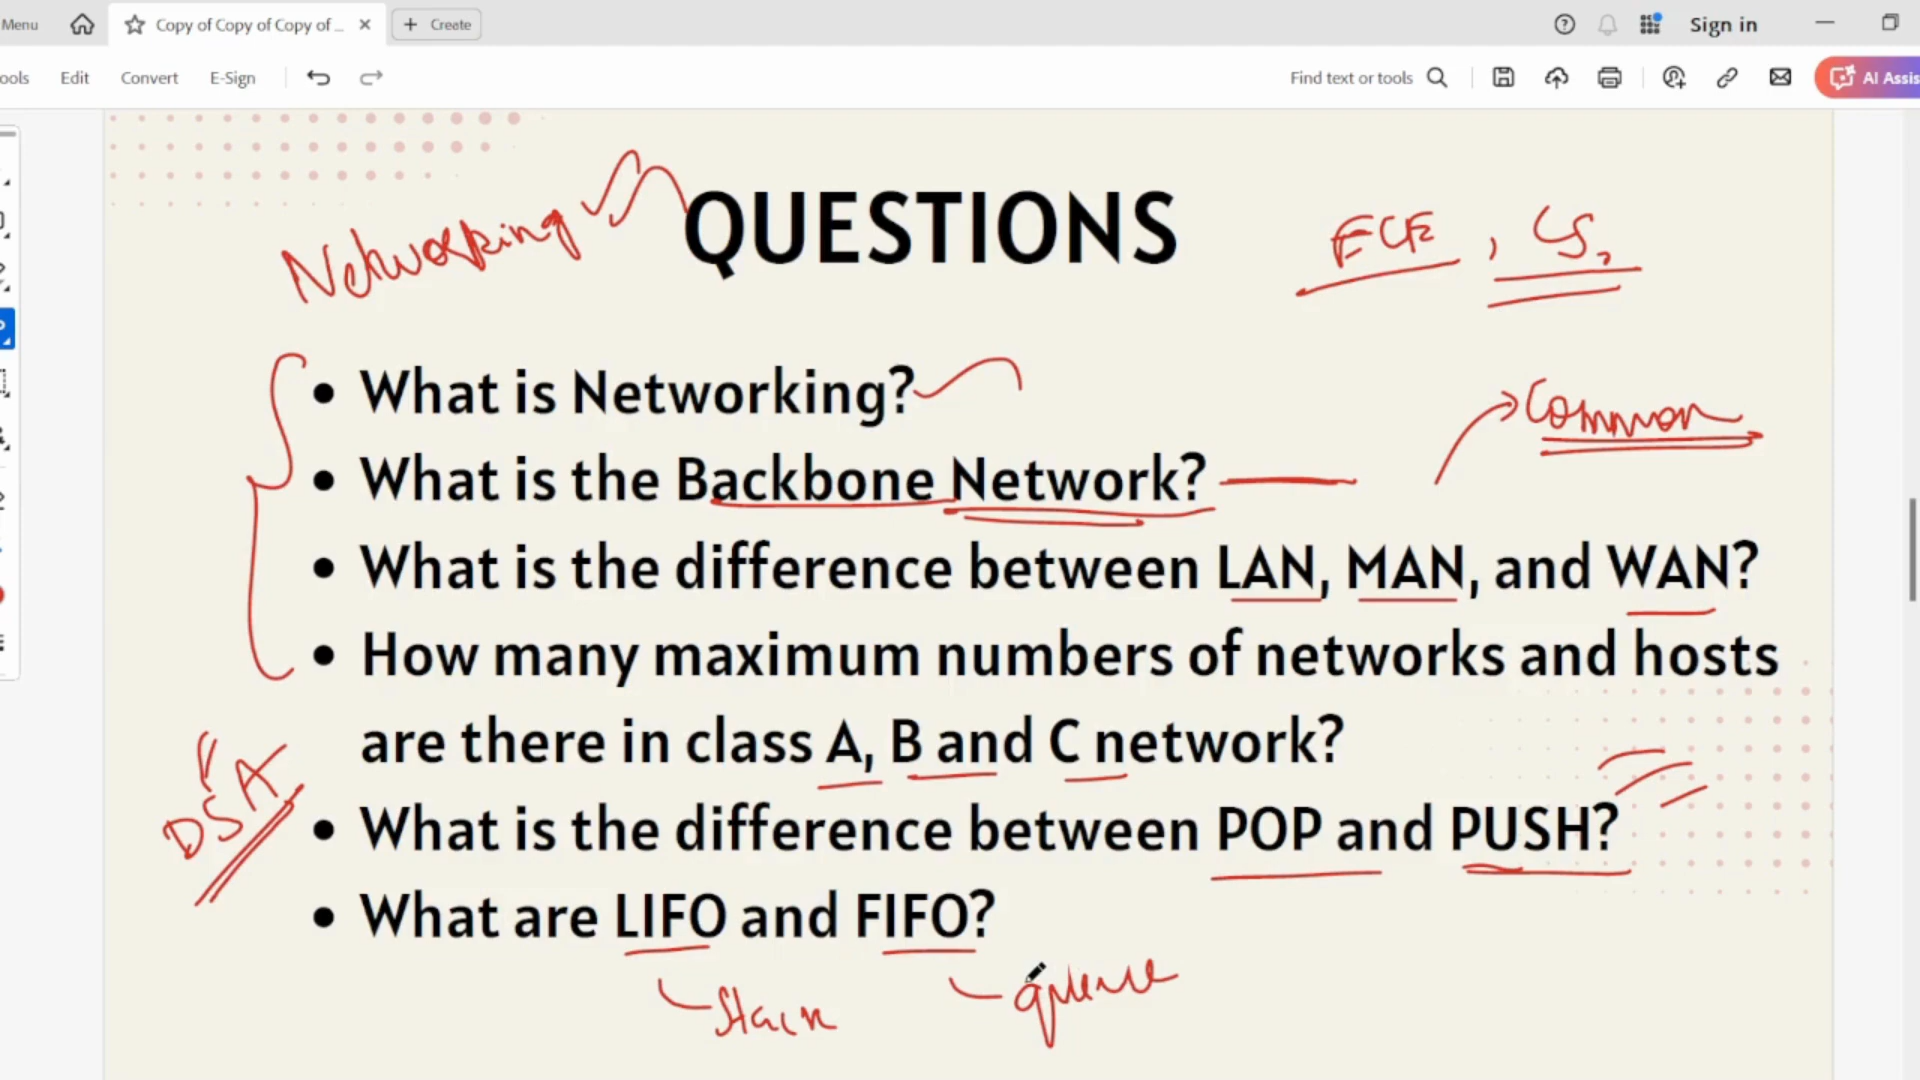 Menu
Copy of Copy of Copy of ...
Create
Sign in
ools
Edit
Convert
E-Sign
Find text or tools
AI Assis
Networking
QUESTIONS
ECE, CS,
• What is Networking?
Common
• What is the Backbone Network?
• What is the difference between LAN, MAN, and WAN?
• How many maximum numbers of networks and hosts
are there in class A, B and C network?
DSA
• What is the difference between POP and PUSH?
• What are LIFO and FIFO?
Stack
queue